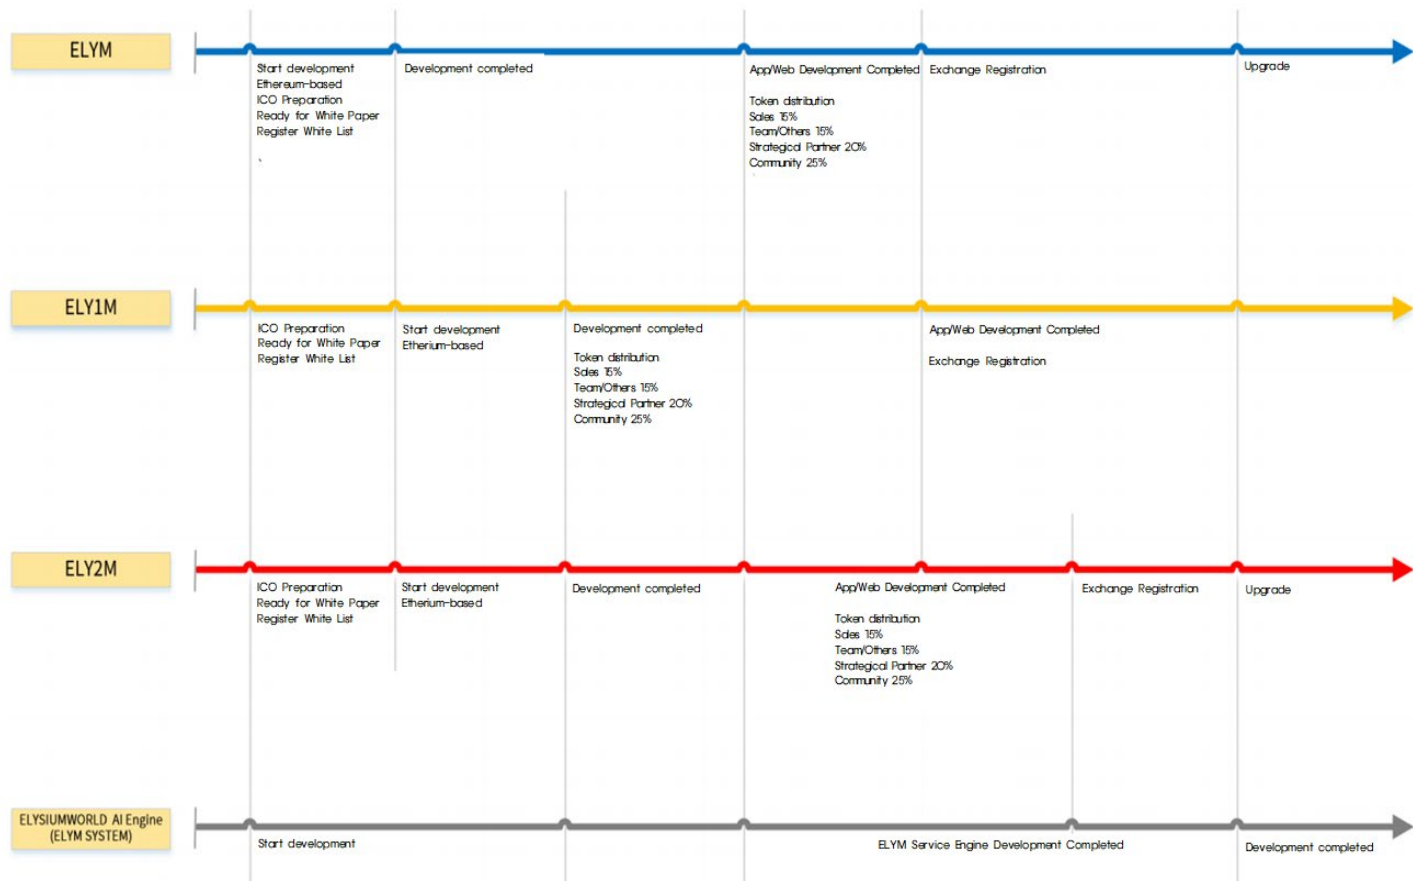 ELYM
Start development
Ethereum-based
ICO Preparation
Ready for White Paper
Register White List
Development completed
App/Web Development Completed
Token distribution
Sales 15%
Team/Others 15%
Strategical Partner 20%
Community 25%
Exchange Registration
Upgrade
ELY1M
ICO Preparation
Ready for White Paper
Register White List
Start development
Etherium-based
Development completed
Token distribution
Sales 15%
Team/Others 15%
Strategical Partner 20%
Community 25%
App/Web Development Completed
Exchange Registration
ELY2M
ICO Preparation
Ready for White Paper
Register White List
Start development
Etherium-based
Development completed
App/Web Development Completed
Token distribution
Sales 15%
Team/Others 15%
Strategical Partner 20%
Community 25%
Exchange Registration
Upgrade
ELYSIUMWORLD AI Engine
(ELYM SYSTEM)
Start development
ELYM Service Engine Development Completed
Development completed